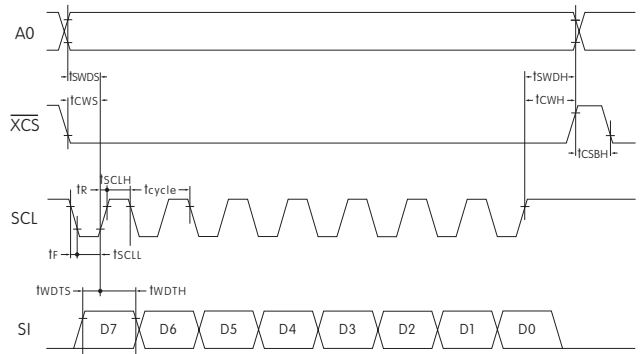 A0
tSWDS
tSWDH
tCWS
tCWH
XCS
tCSBH
tSCLH
tR
tcycle
SCL
tF
tSCLL
tWDTS
tWDTH
SI
D7 D6 D5 D4 D3 D2 D1 D0